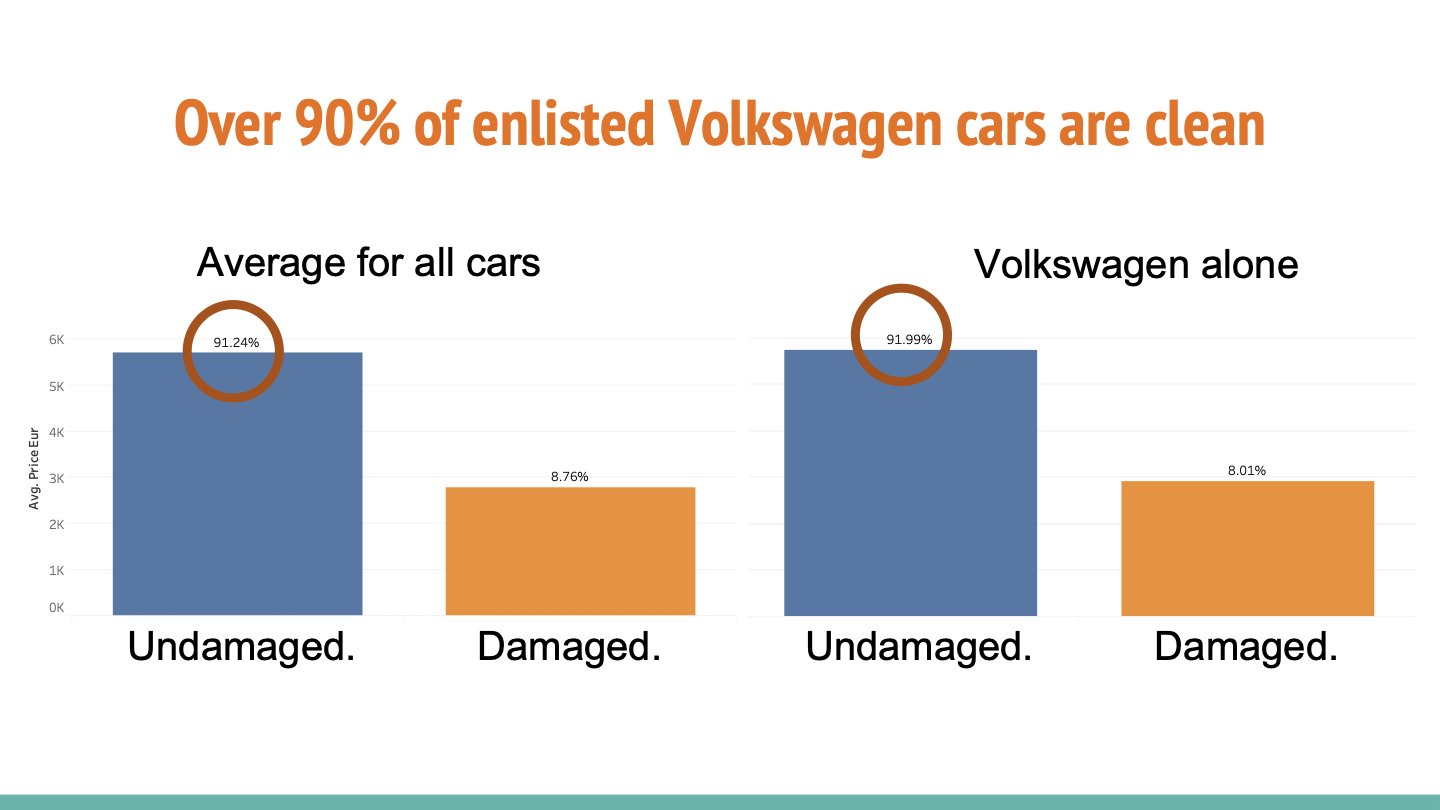 Over 90% of enlisted Volkswagen cars are clean
Average for all cars
Volkswagen alone
91.24%
91.99%
6K
5K
4K
3K
2K
1K
0K
Avg. Price Eur
8.76%
8.01%
Undamaged.
Damaged.
Undamaged.
Damaged.